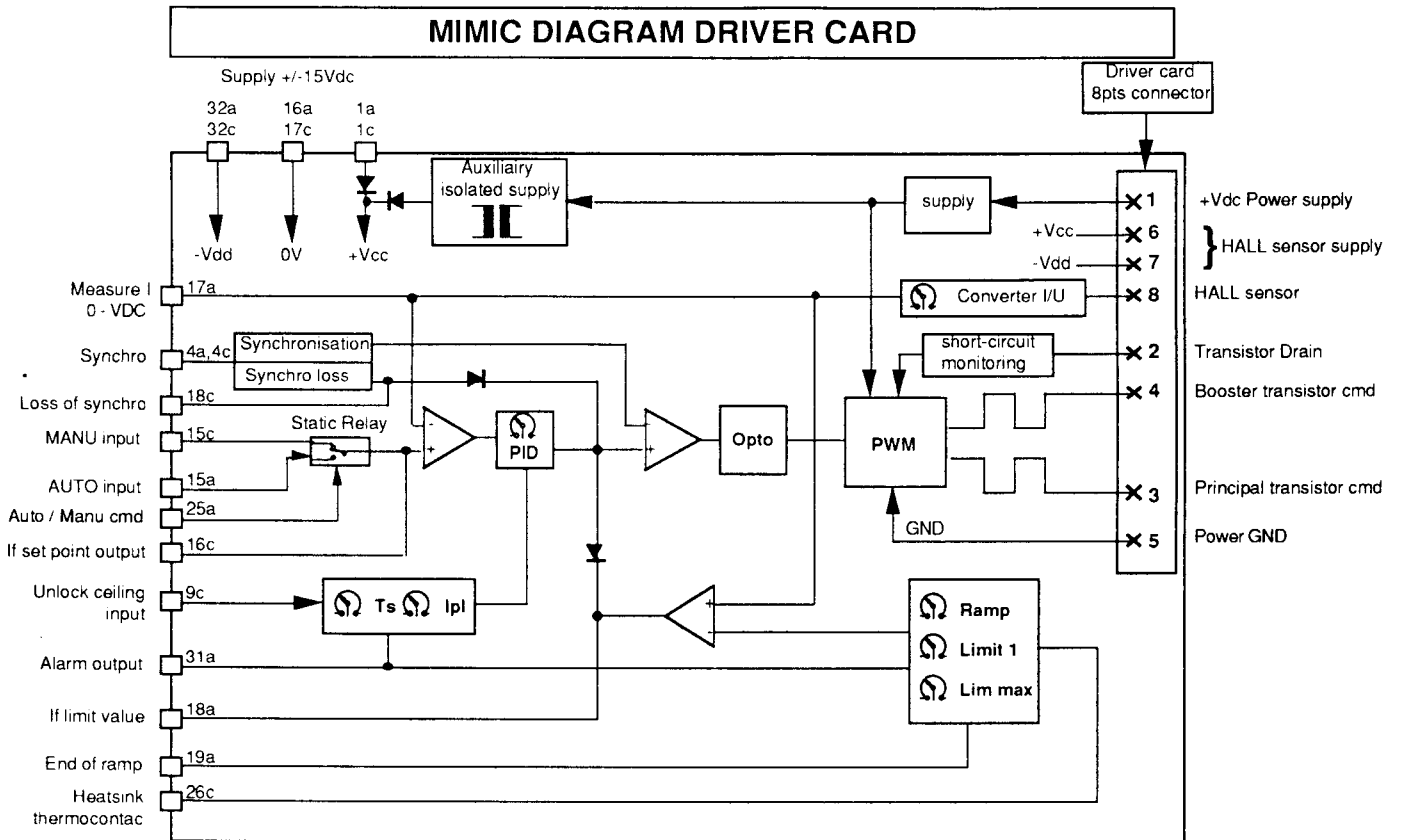 MIMIC DIAGRAM DRIVER CARD
Supply +/-15Vdc
Driver card
8pts connector
32a
32c
16a
17c
1a
1c
Auxiliairy
isolated supply
supply
1
+Vdc Power supply
+Vcc
6
HALL sensor supply
-Vdd
7
-Vdd
0V
+Vcc
Measure I
0 - VDC
17a
Converter I/U
8
HALL sensor
Synchro
4a,4c
Synchronisation
Synchro loss
short-circuit
monitoring
2
Transistor Drain
Loss of synchro
18c
4
Booster transistor cmd
Static Relay
MANU input
15c
-
+
PID
-
+
Opto
PWM
AUTO input
15a
3
Principal transistor cmd
Auto / Manu cmd
25a
GND
5
Power GND
If set point output
16c
Unlock ceiling
input
9c
Ts
Ipl
+
-
Ramp
Limit 1
Lim max
Alarm output
31a
If limit value
18a
End of ramp
19a
Heatsink
thermocontac
26c